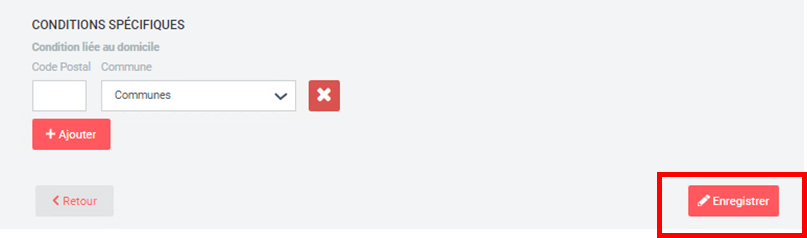 CONDITIONS SPÉCIFIQUES
Condition liée au domicile
Code Postal Commune
Communes
Ajouter
Retour
Enregistrer